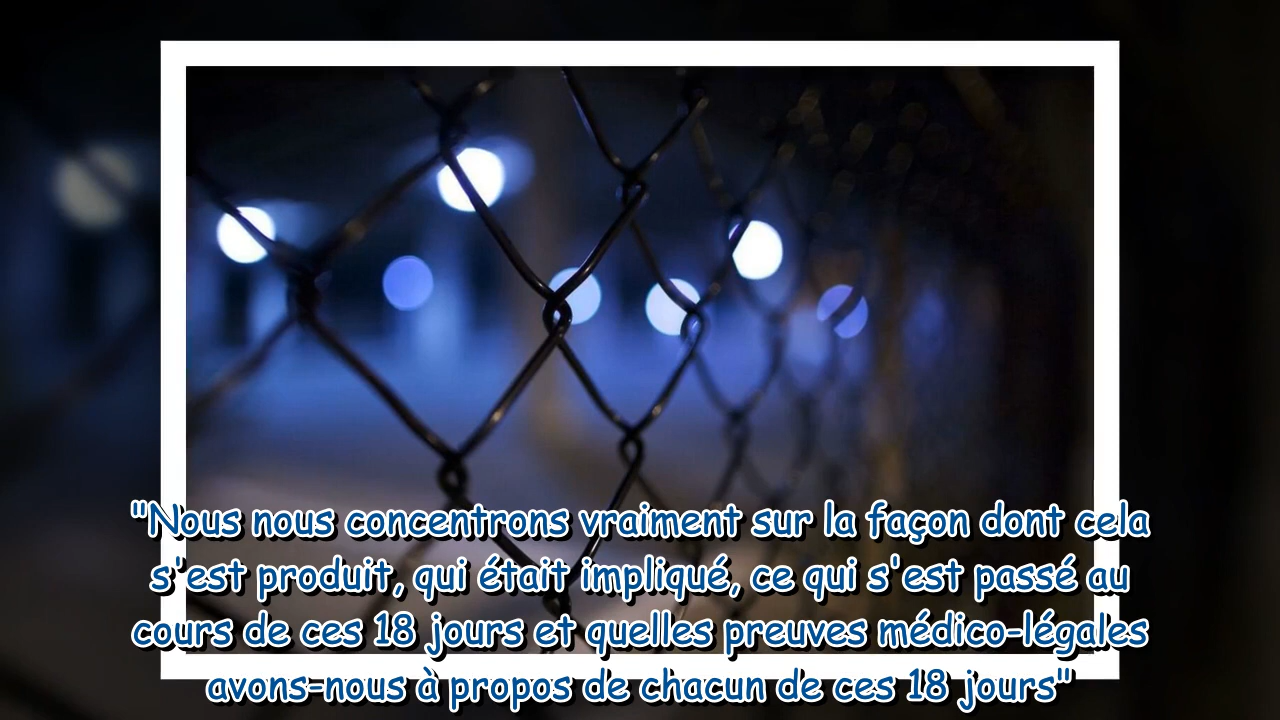 "Nous nous concentrons vraiment sur la façon dont cela
s'est produit, qui était impliqué, ce qui s'est passé au
cours de ces 18 jours et quelles preuves médico-légales
avons-nous à propos de chacun de ces 18 jours"